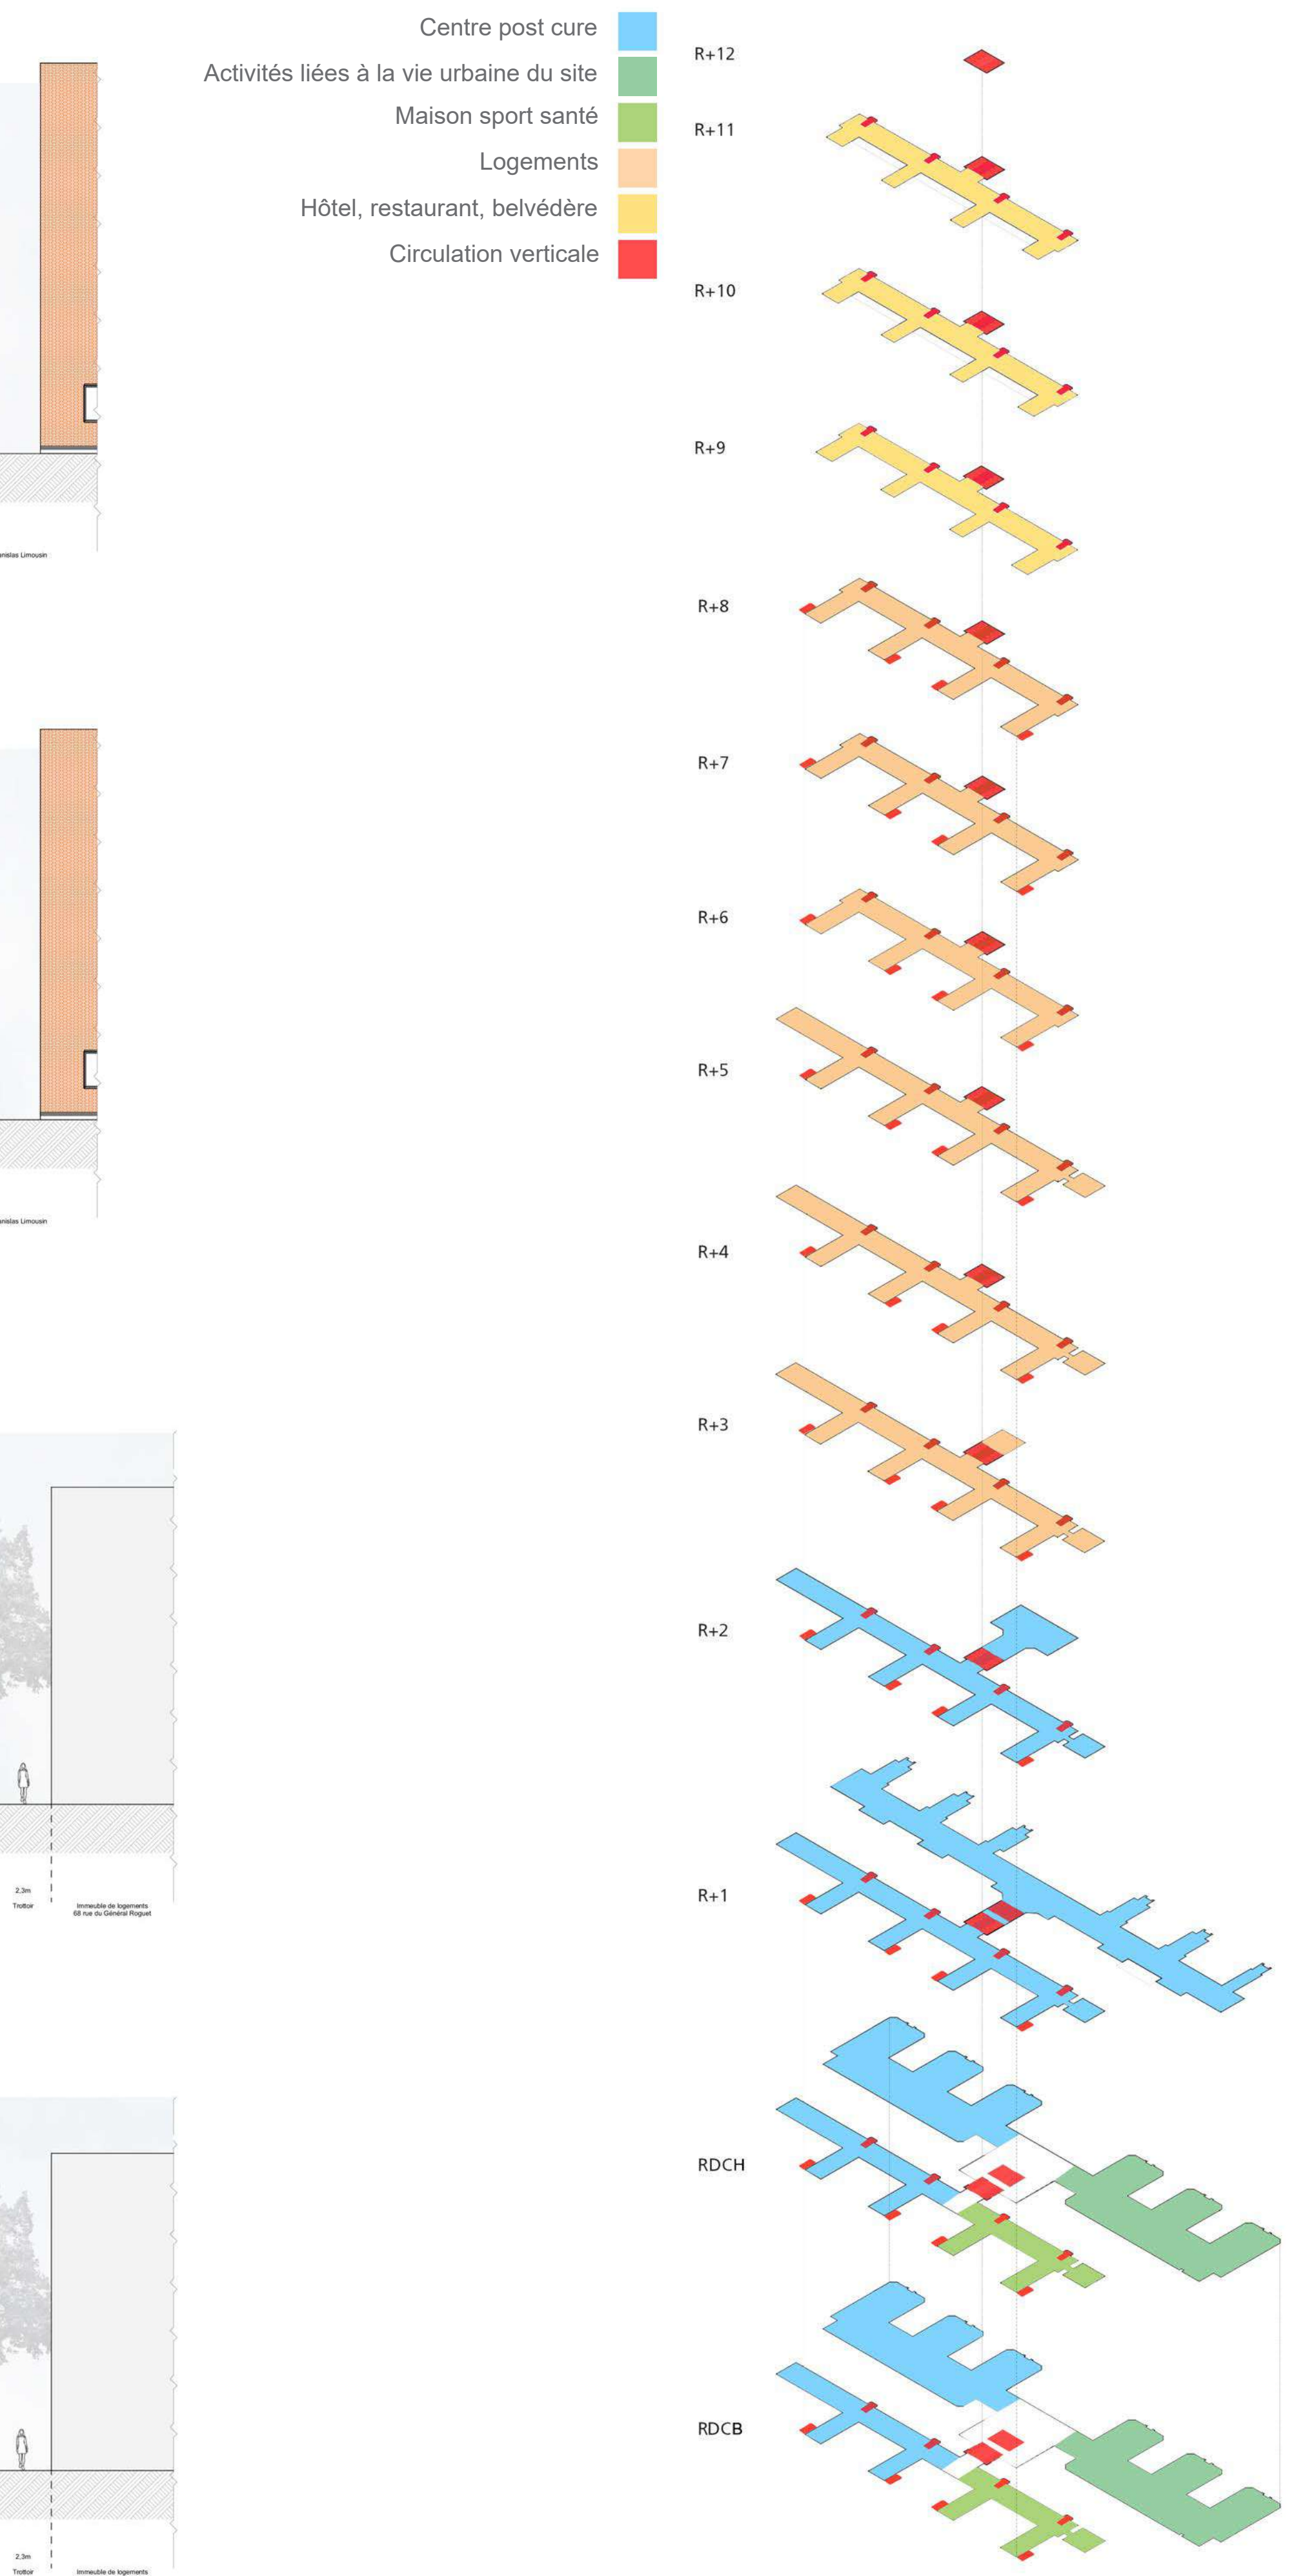 Centre post cure
Activités liées à la vie urbaine du site
Maison sport santé
Logements
Hôtel, restaurant, belvédère
Circulation verticale
R+12
R+11
R+10
R+9
R+8
R+7
R+6
R+5
R+4
R+3
R+2
R+1
RDCH
RDCB
Limousin
Limousin
2,3m
Trottoir
Immeuble de logements
68 rue du Général Roguet
2,3m
Trottoir
Immeuble de logements